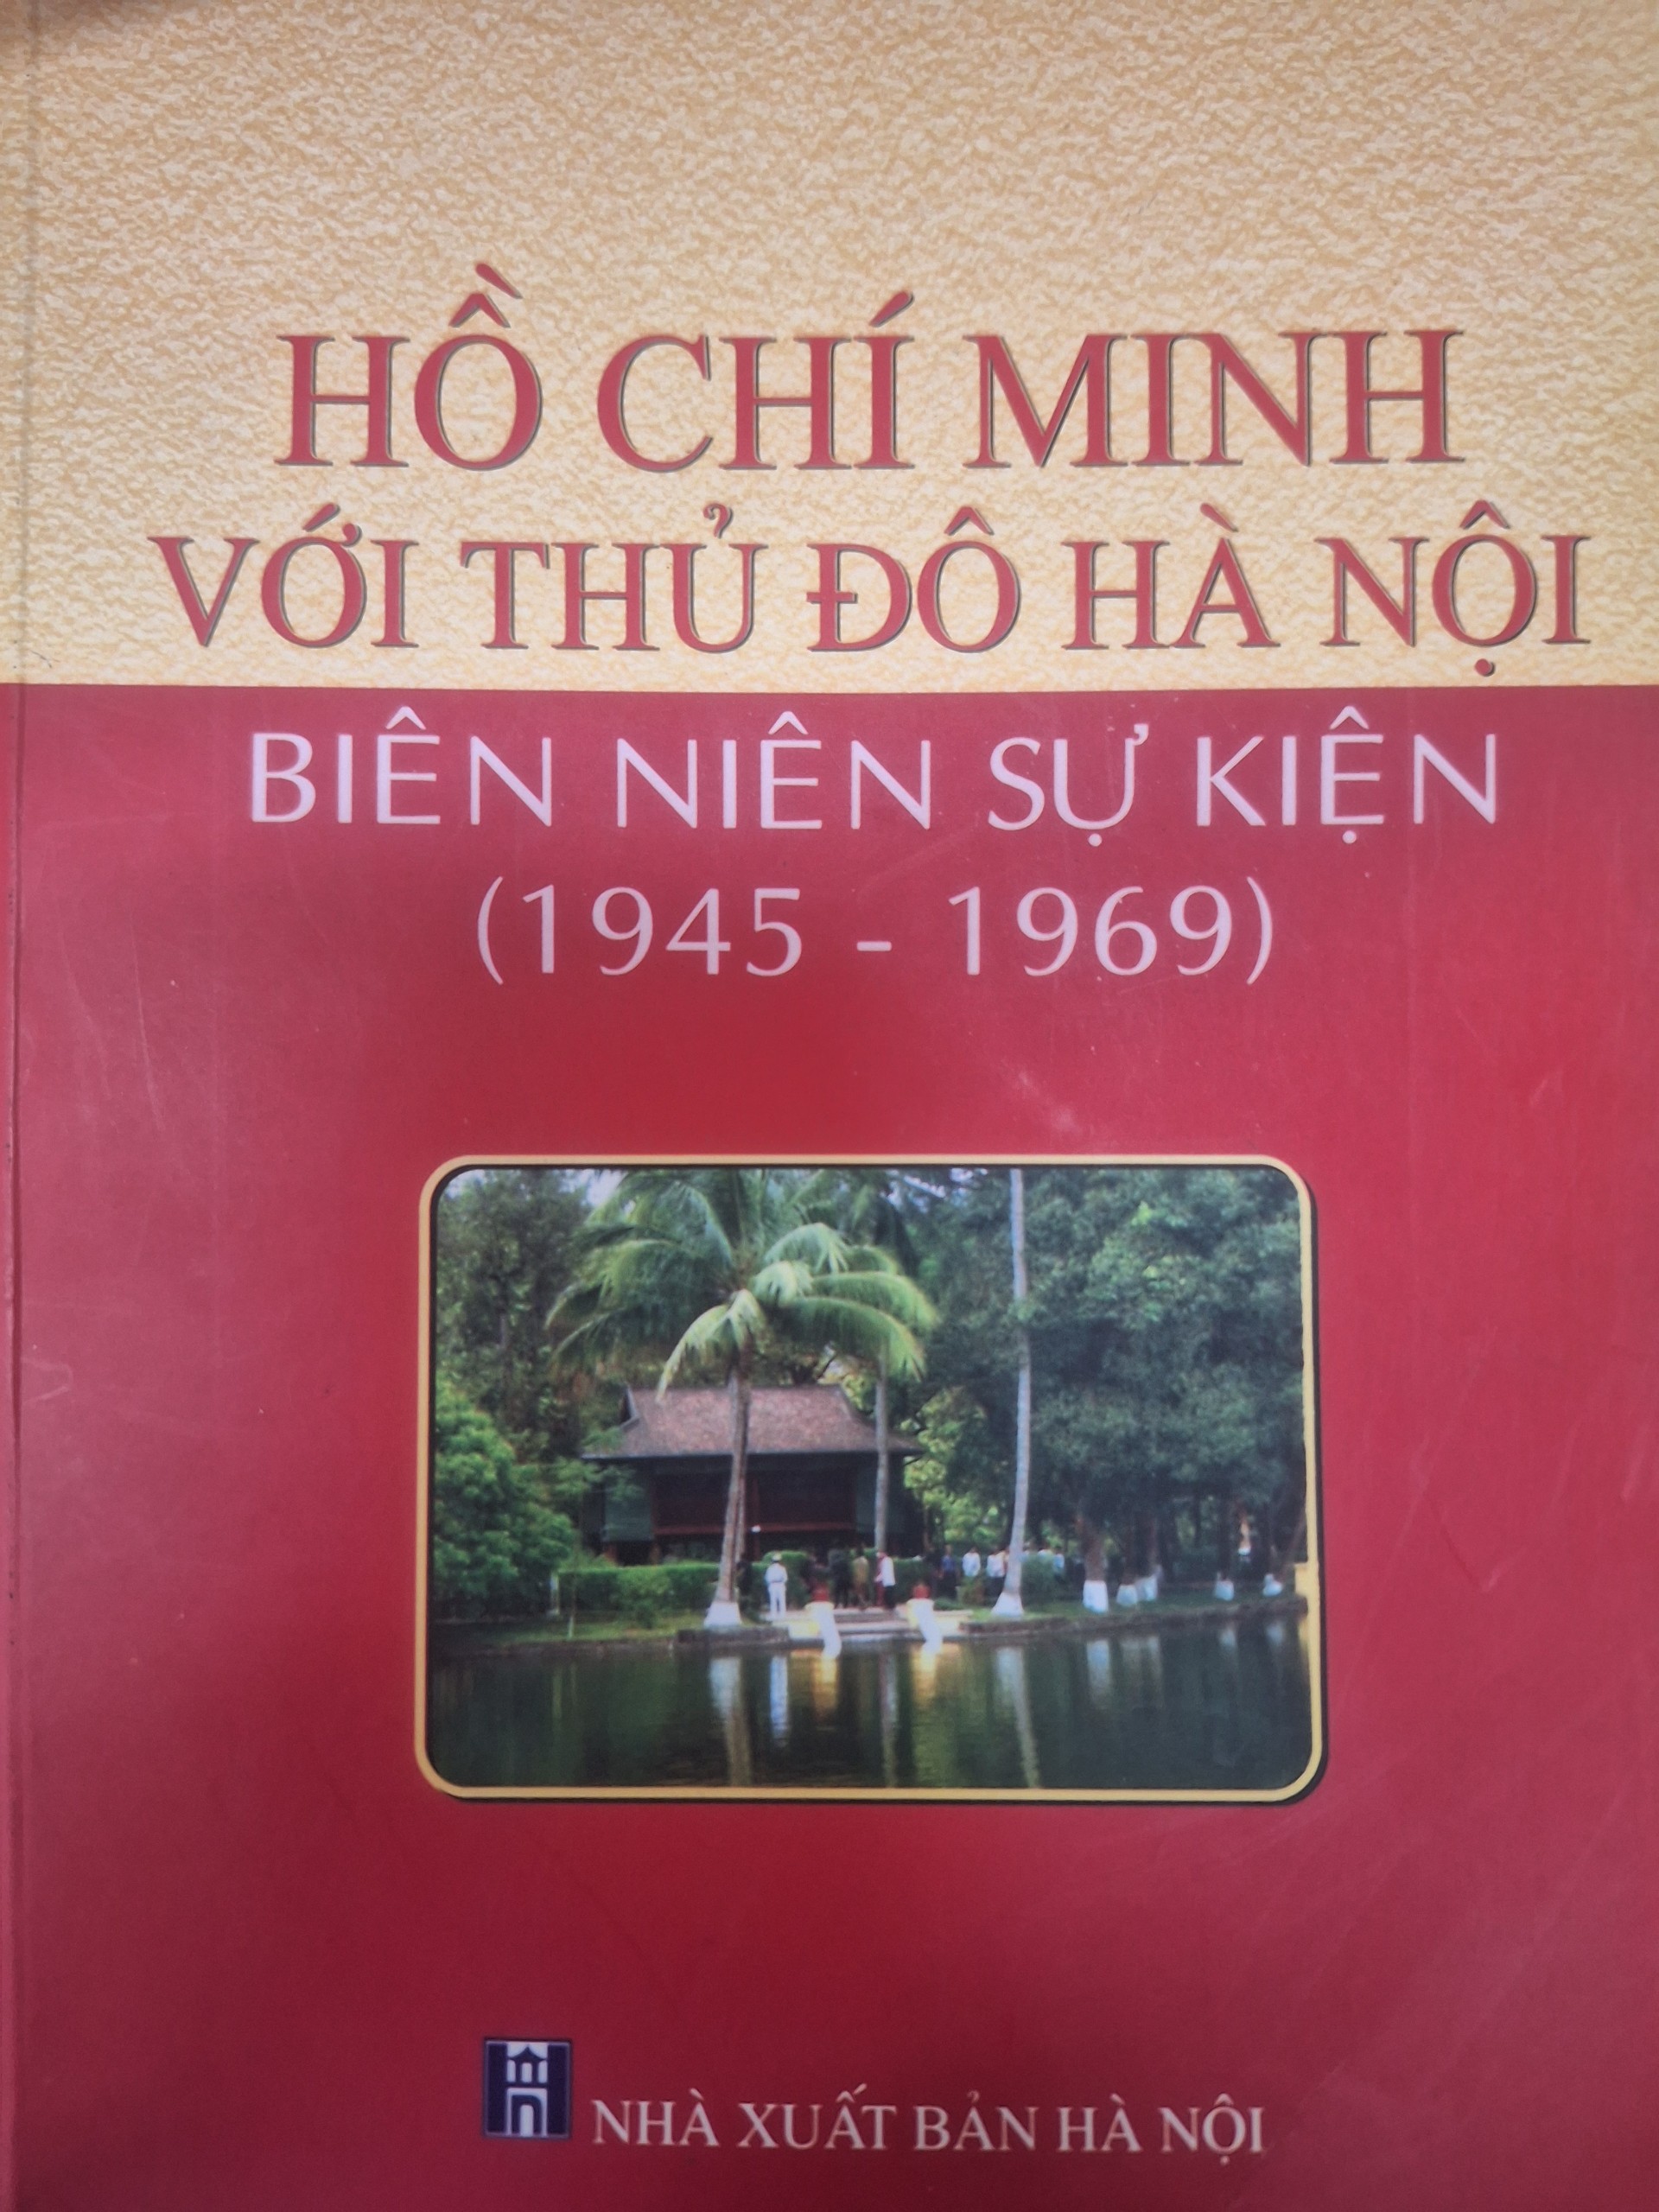 HỒ CHÍ MINH
VỚI THỦ ĐÔ HÀ NỘI
BIÊN NIÊN SỰ KIỆN
(1945 - 1969)
NHÀ XUẤT BẢN HÀ NỘI